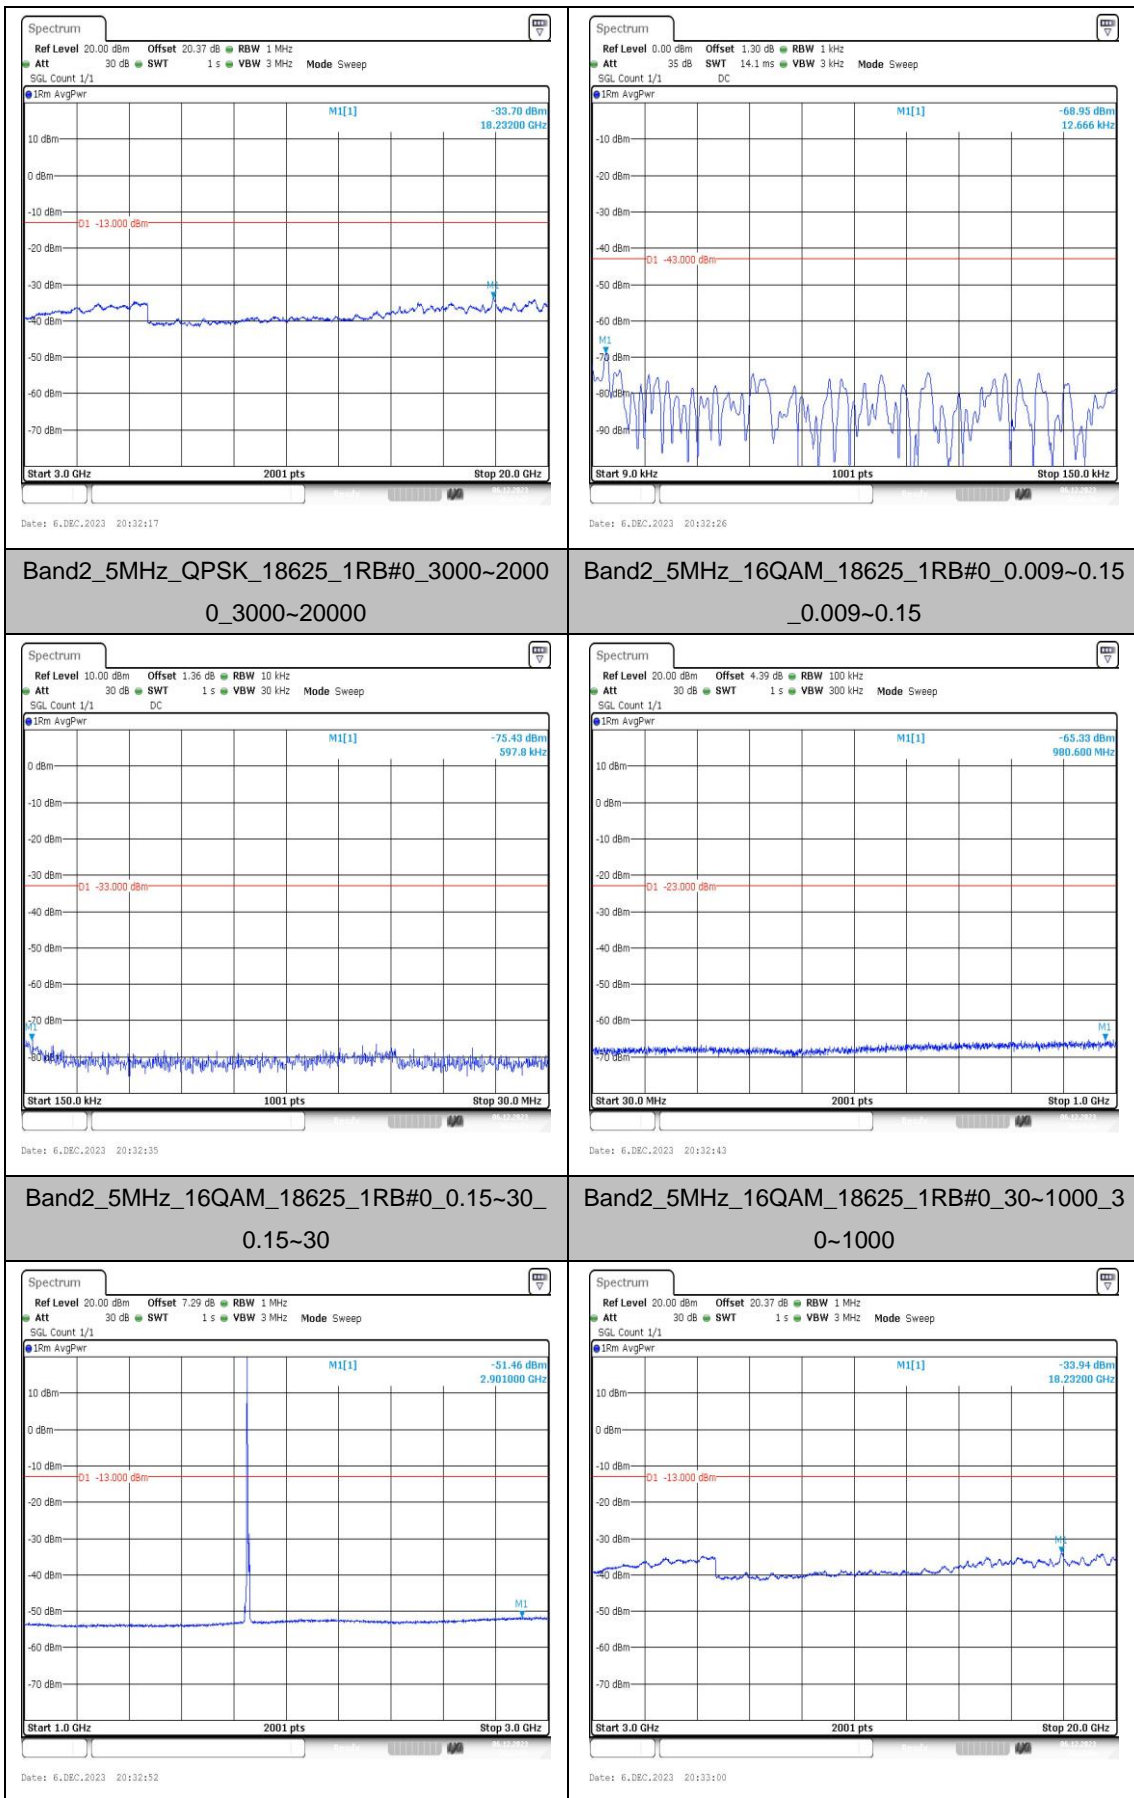 Spectrum
Ref Level 20.00 dBm Offset 20.37 dB RBW 1 MHz
Att 30 dB SWT 1 s VBW 3 MHz Mode Sweep
SGL Count 1/1
1Rm AvgPwr
M1[1] -33.70 dBm
18.23200 GHz
10 dBm
0 dBm
-10 dBm
D1 -13.000 dBm
-20 dBm
-30 dBm
M1
-40 dBm
-50 dBm
-60 dBm
-70 dBm
Start 3.0 GHz 2001 pts Stop 20.0 GHz
Date: 6.DEC.2023 20:32:17
Spectrum
Ref Level 0.00 dBm Offset 1.30 dB RBW 1 kHz
Att 35 dB SWT 14.1 ms VBW 3 kHz Mode Sweep
SGL Count 1/1 DC
1Rm AvgPwr
M1[1] -68.95 dBm
12.666 kHz
-10 dBm
-20 dBm
-30 dBm
-40 dBm
D1 -43.000 dBm
-50 dBm
-60 dBm
M1
-70 dBm
-80 dBm
-90 dBm
Start 9.0 kHz 1001 pts Stop 150.0 kHz
Date: 6.DEC.2023 20:32:26
Band2_5MHz_QPSK_18625_1RB#0_3000~2000
0_3000~20000
Band2_5MHz_16QAM_18625_1RB#0_0.009~0.15
_0.009~0.15
Spectrum
Ref Level 10.00 dBm Offset 1.36 dB RBW 10 kHz
Att 30 dB SWT 1 s VBW 30 kHz Mode Sweep
SGL Count 1/1 DC
1Rm AvgPwr
M1[1] -75.43 dBm
597.8 kHz
0 dBm
-10 dBm
-20 dBm
-30 dBm
D1 -33.000 dBm
-40 dBm
-50 dBm
-60 dBm
-70 dBm
M1
-80 dBm
Start 150.0 kHz 1001 pts Stop 30.0 MHz
Date: 6.DEC.2023 20:32:35
Spectrum
Ref Level 20.00 dBm Offset 4.39 dB RBW 100 kHz
Att 30 dB SWT 1 s VBW 300 kHz Mode Sweep
SGL Count 1/1
1Rm AvgPwr
M1[1] -65.33 dBm
980.600 MHz
10 dBm
0 dBm
-10 dBm
-20 dBm
D1 -23.000 dBm
-30 dBm
-40 dBm
-50 dBm
-60 dBm
M1
-70 dBm
Start 30.0 MHz 2001 pts Stop 1.0 GHz
Date: 6.DEC.2023 20:32:43
Band2_5MHz_16QAM_18625_1RB#0_0.15~30_
0.15~30
Band2_5MHz_16QAM_18625_1RB#0_30~1000_3
0~1000
Spectrum
Ref Level 20.00 dBm Offset 7.29 dB RBW 1 MHz
Att 30 dB SWT 1 s VBW 3 MHz Mode Sweep
SGL Count 1/1
1Rm AvgPwr
M1[1] -51.46 dBm
2.901000 GHz
10 dBm
0 dBm
-10 dBm
D1 -13.000 dBm
-20 dBm
-30 dBm
-40 dBm
-50 dBm
M1
-60 dBm
-70 dBm
Start 1.0 GHz 2001 pts Stop 3.0 GHz
Date: 6.DEC.2023 20:32:52
Spectrum
Ref Level 20.00 dBm Offset 20.37 dB RBW 1 MHz
Att 30 dB SWT 1 s VBW 3 MHz Mode Sweep
SGL Count 1/1
1Rm AvgPwr
M1[1] -33.94 dBm
18.23200 GHz
10 dBm
0 dBm
-10 dBm
D1 -13.000 dBm
-20 dBm
-30 dBm
M1
-40 dBm
-50 dBm
-60 dBm
-70 dBm
Start 3.0 GHz 2001 pts Stop 20.0 GHz
Date: 6.DEC.2023 20:33:00